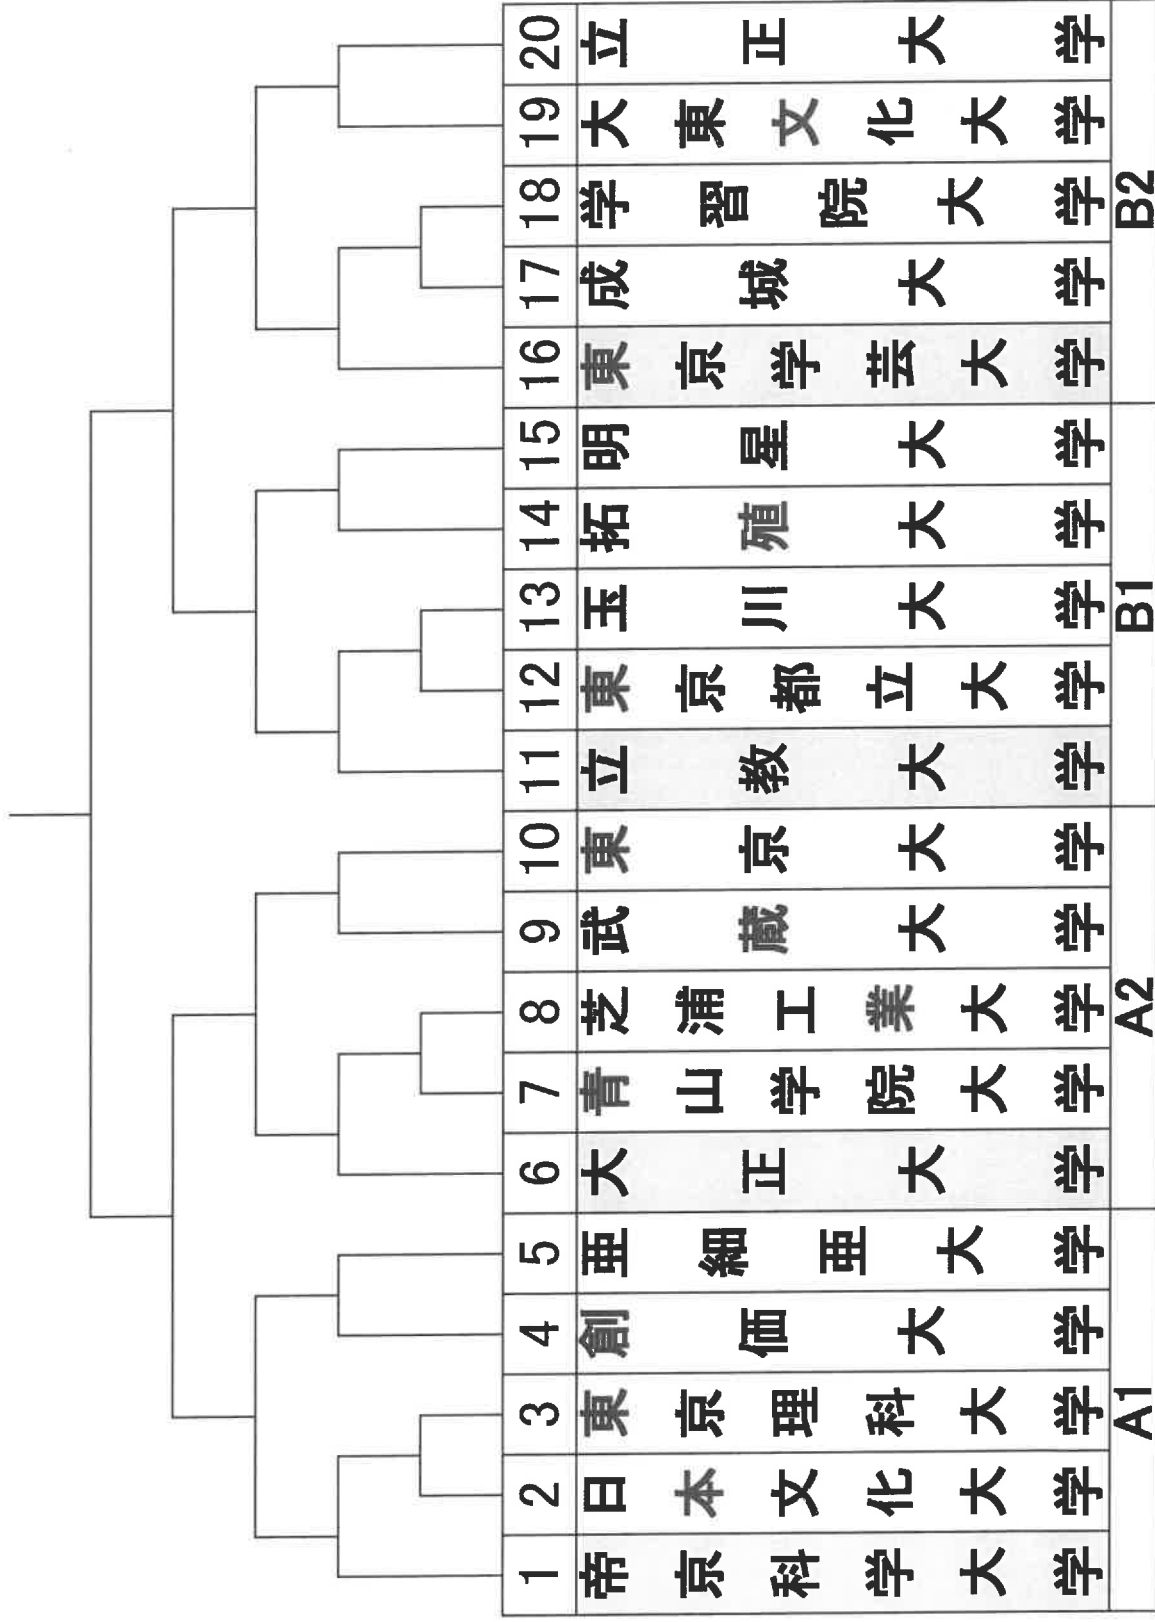 1 帝京科学大学
2 日本文化大学
3 東京理科大学
4 創価大学
5 亜細亜大学
A1
6 大正大学
7 青山学院大学
8 芝浦工業大学
9 武蔵大学
10 東京大学
A2
11 立教大学
12 東京都立大学
13 玉川大学
14 拓殖大学
15 明星大学
B1
16 東京学芸大学
17 成城大学
18 学習院大学
19 大東文化大学
20 立正大学
B2